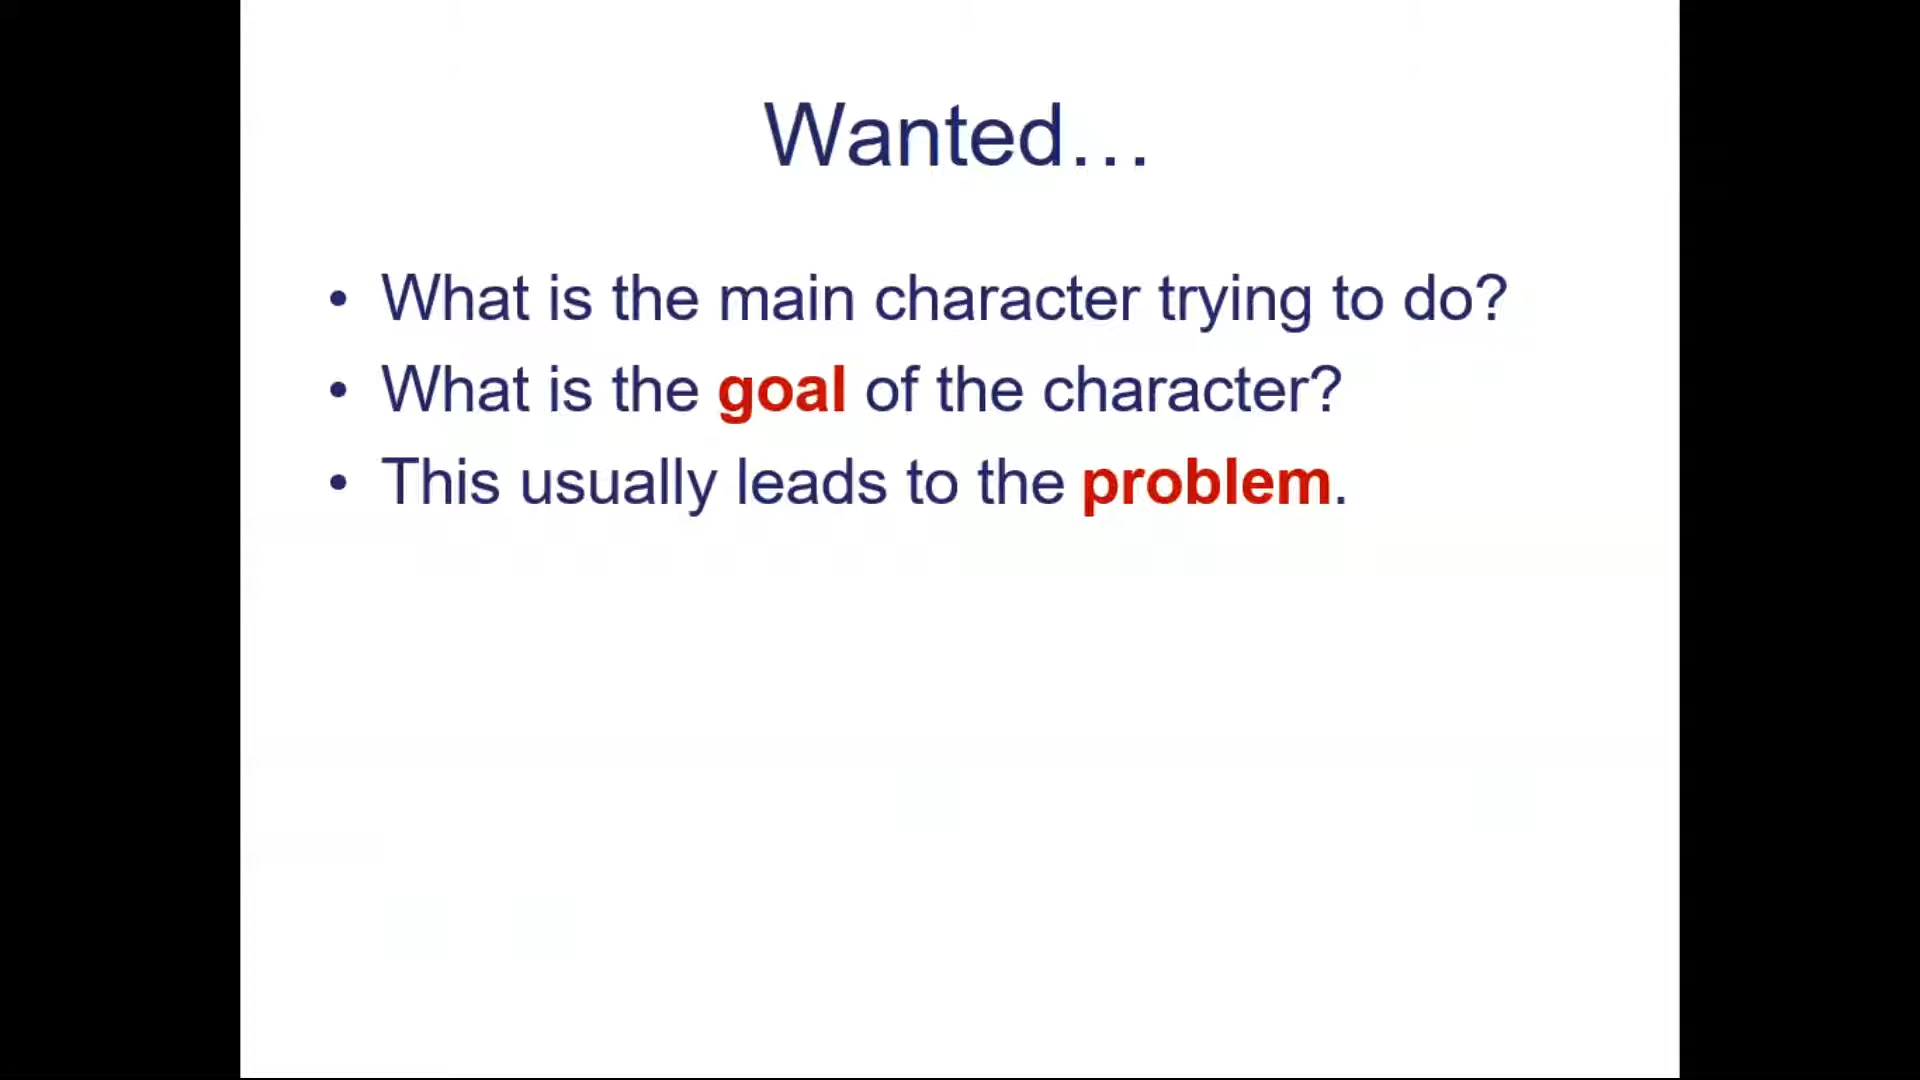 Wanted…
• What is the main character trying to do?
• What is the goal of the character?
• This usually leads to the problem.